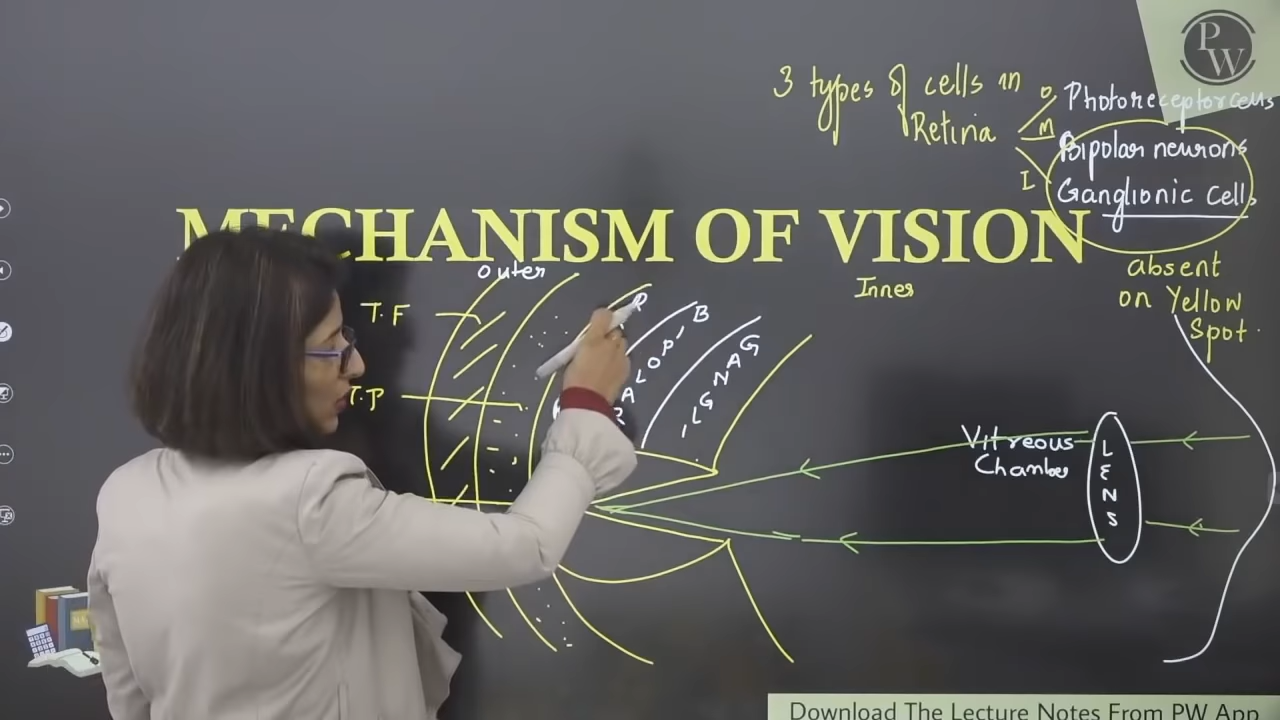 PW
3 types of cells in
Retina
O
Photoreceptor cells
M
Bipolar neurons
I
Ganglionic cells
MECHANISM OF VISION
absent
on Yellow
Spot
outer
Inner
T.F
T.P
P
BIPOLAR
GANGLI
Vitreous
Chamber
LENS
Download The Lecture Notes From PW App